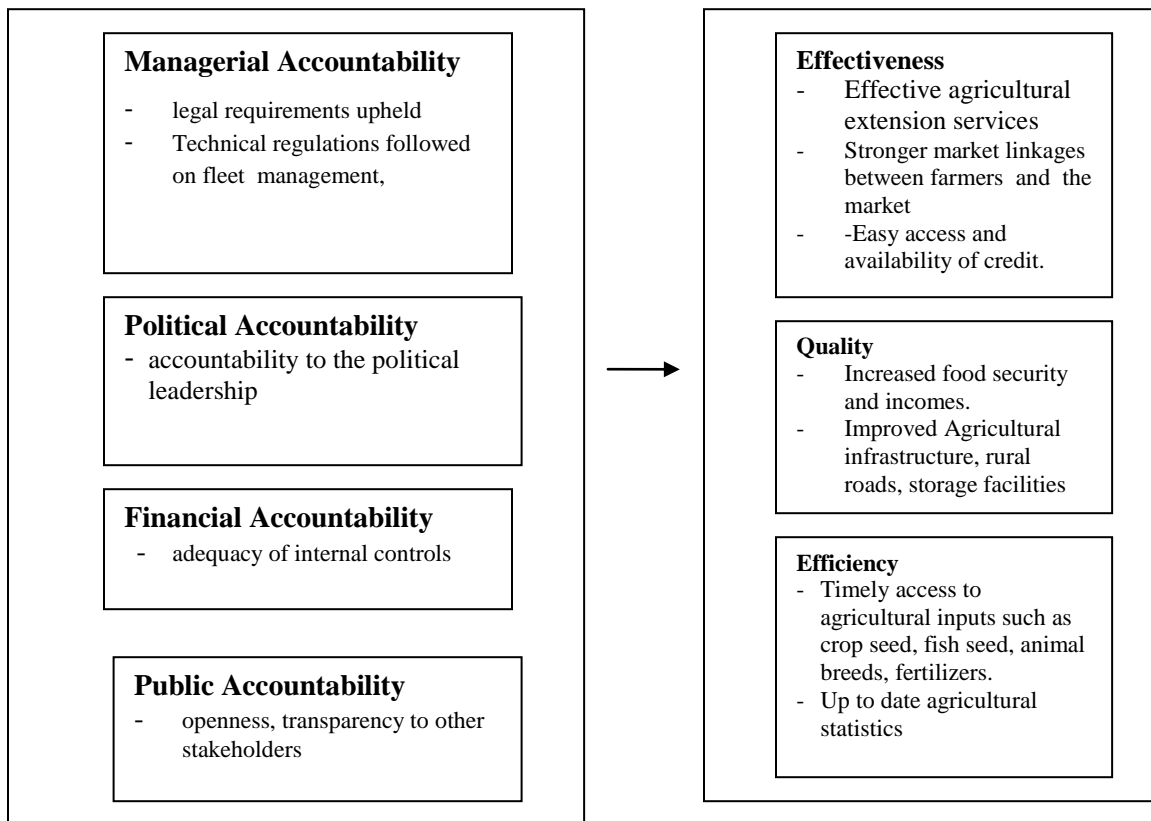 Managerial Accountability
- legal requirements upheld
- Technical regulations followed
on fleet management,
Political Accountability
- accountability to the political
leadership
Financial Accountability
- adequacy of internal controls
Public Accountability
- openness, transparency to other
stakeholders
Effectiveness
- Effective agricultural
extension services
- Stronger market linkages
between farmers and the
market
- -Easy access and
availability of credit.
Quality
- Increased food security
and incomes.
- Improved Agricultural
infrastructure, rural
roads, storage facilities
Efficiency
- Timely access to
agricultural inputs such as
crop seed, fish seed, animal
breeds, fertilizers.
- Up to date agricultural
statistics